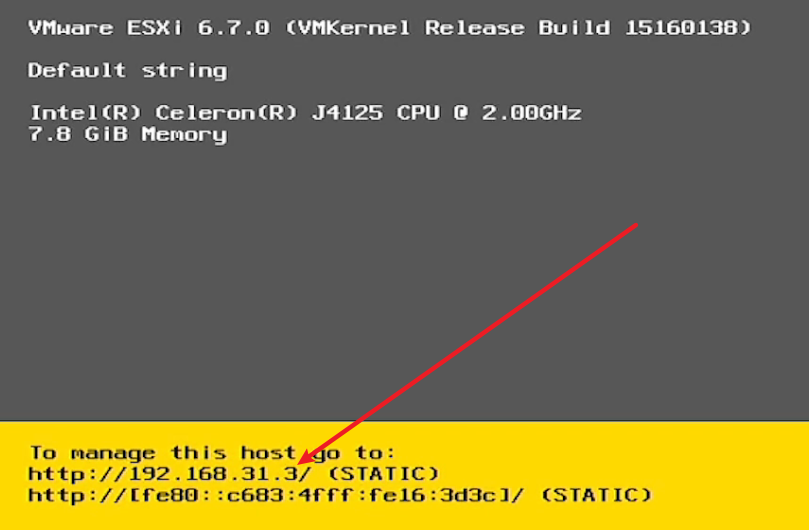 VMware ESXi 6.7.0 (VMKernel Release Build 15160138)
Default string
Intel(R) Celeron(R) J4125 CPU @ 2.00GHz
7.8 GiB Memory
To manage this host go to:
http://192.168.31.3/ (STATIC)
http://[fe80::c683:4fff:fe16:3d3c]/ (STATIC)